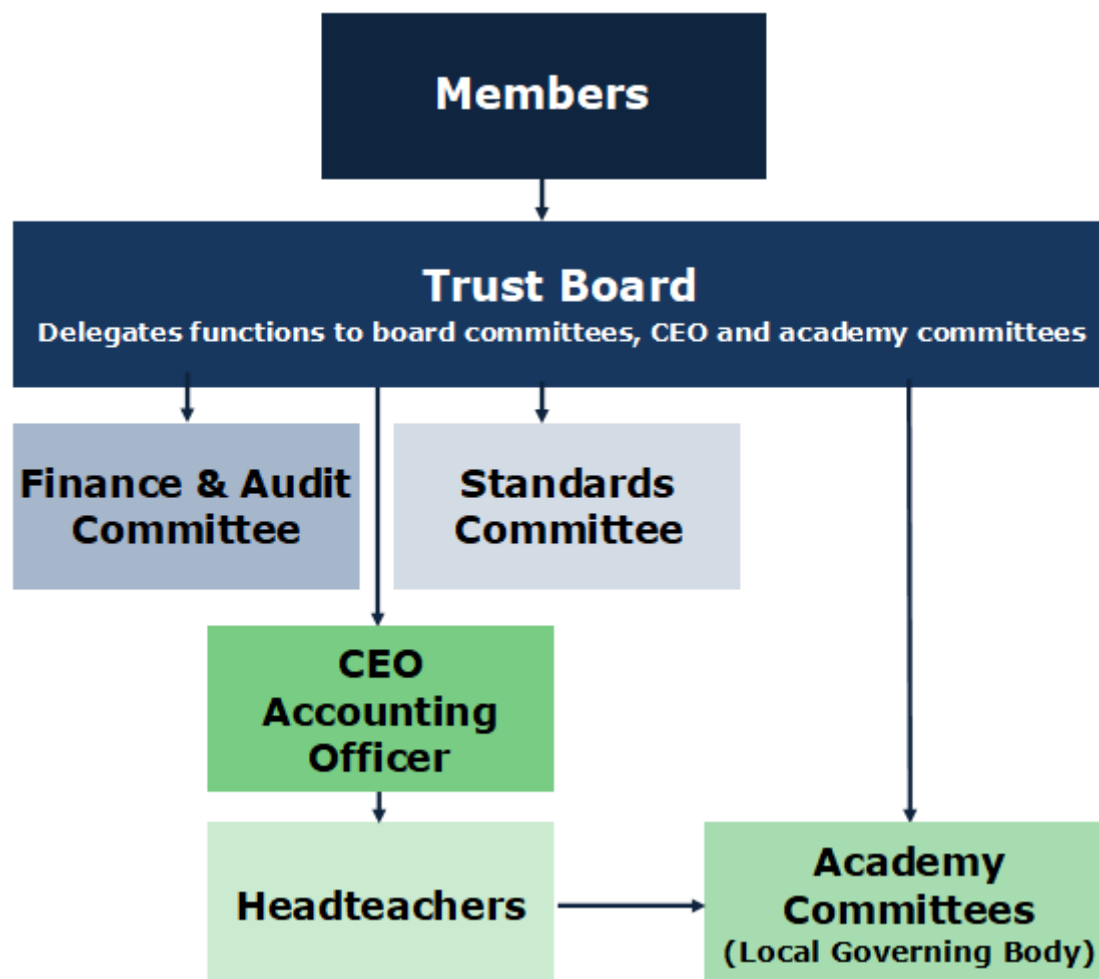 Members
Trust Board
Delegates functions to board committees, CEO and academy committees
Finance & Audit
Committee
Standards
Committee
CEO
Accounting
Officer
Headteachers
Academy
Committees
(Local Governing Body)